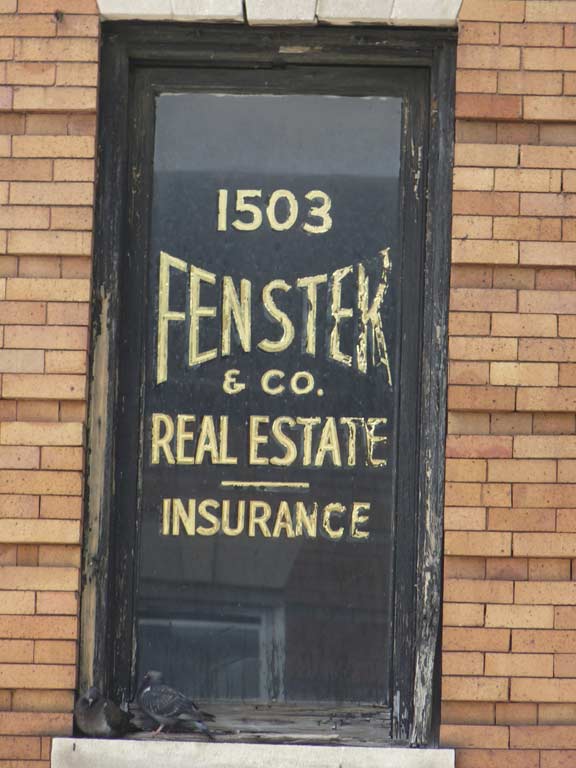 1503
FENSTEK
& CO.
REAL ESTATE
INSURANCE